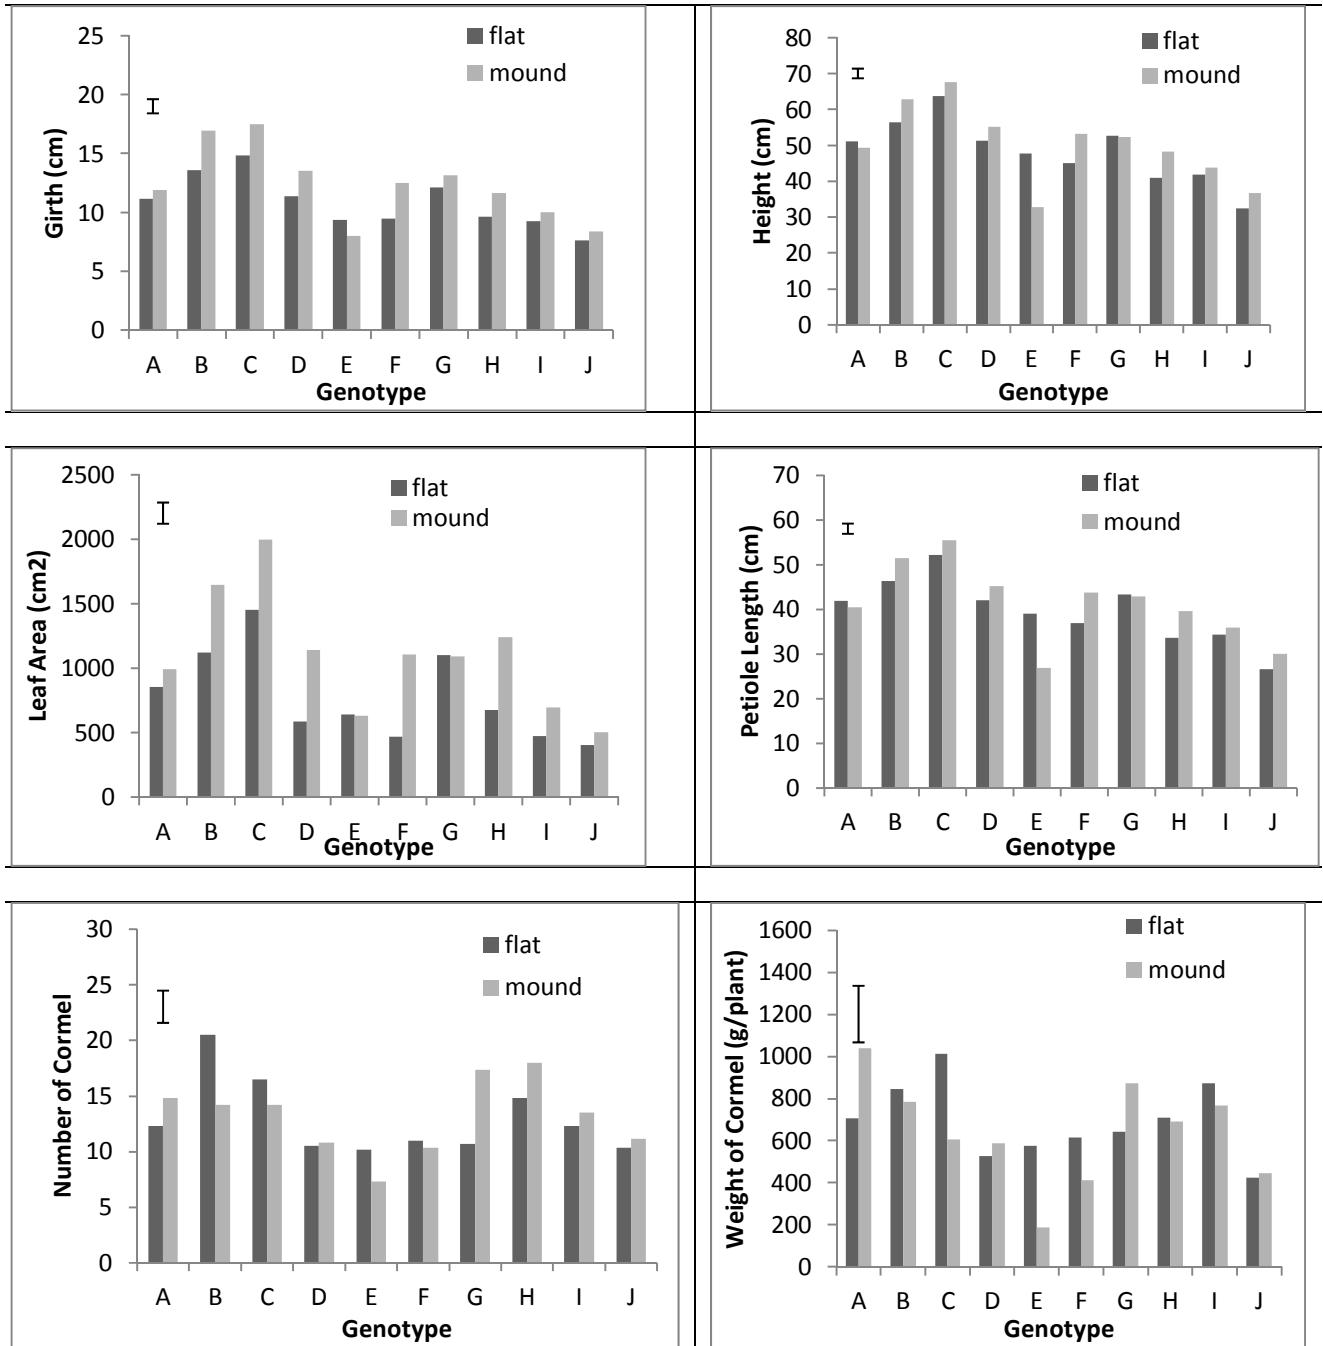 25
20
15
10
5
0
Girth (cm)
flat
mound
A B C D E F G H I J
Genotype
80
70
60
50
40
30
20
10
0
Height (cm)
flat
mound
A B C D E F G H I J
Genotype
2500
2000
1500
1000
500
0
Leaf Area (cm2)
flat
mound
A B C D E F G H I J
Genotype
70
60
50
40
30
20
10
0
Petiole Length (cm)
flat
mound
A B C D E F G H I J
Genotype
30
25
20
15
10
5
0
Number of Cormel
flat
mound
A B C D E F G H I J
Genotype
1600
1400
1200
1000
800
600
400
200
0
Weight of Cormel (g/plant)
flat
mound
A B C D E F G H I J
Genotype